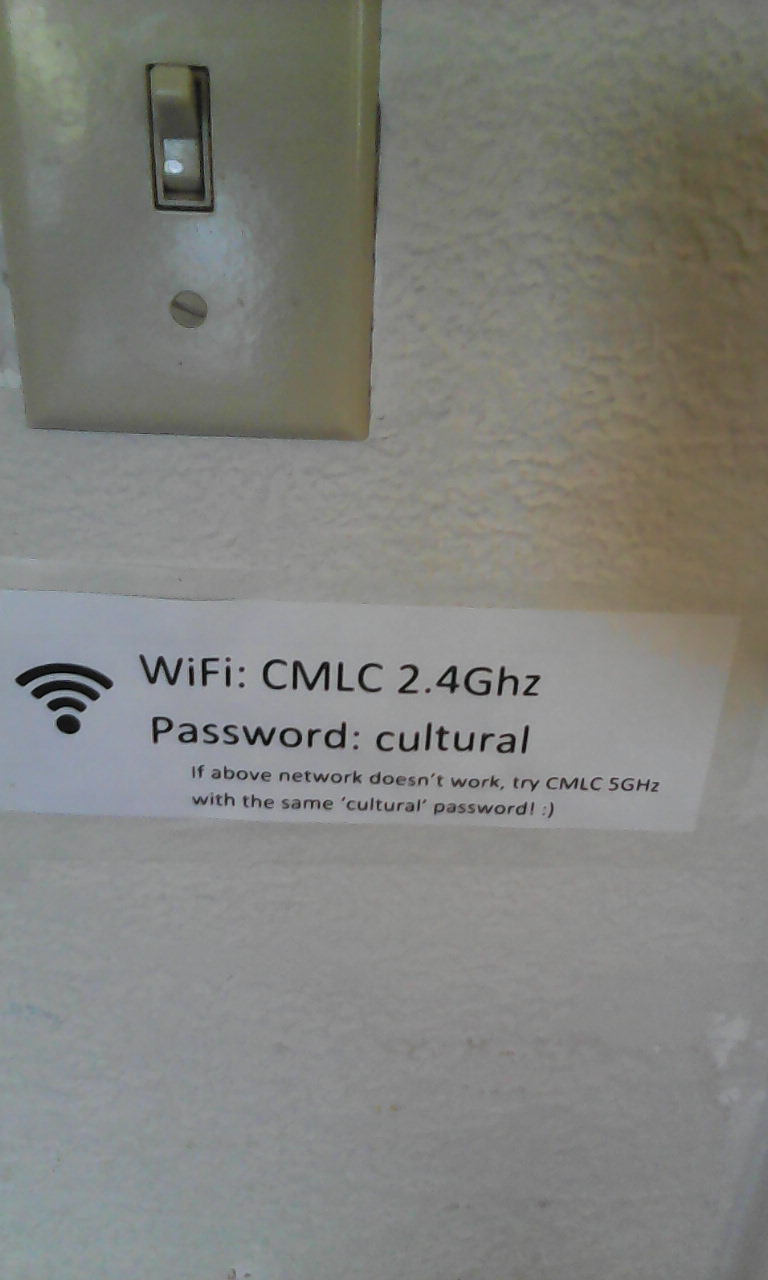 WiFi: CMLC 2.4Ghz
Password: cultural
If above network doesn't work, try CMLC 5GHz
with the same 'cultural' password! :)